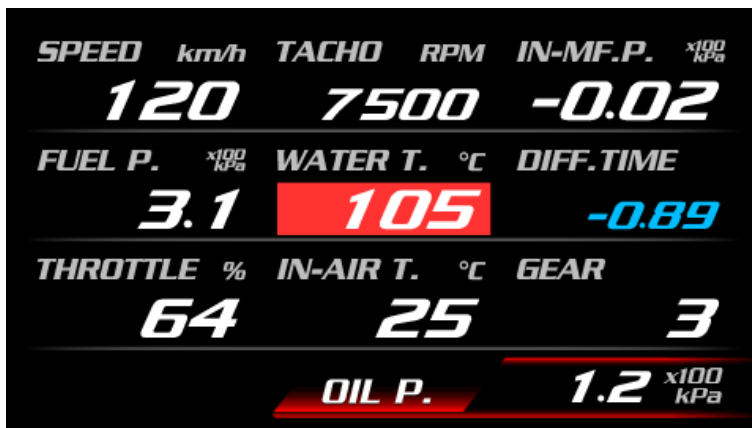 SPEED km/h TACHO RPM IN-MF.P. x100 kPa
120 7500 -0.02
FUEL P. x100 kPa WATER T. °C DIFF.TIME
3.1 105 -0.89
THROTTLE % IN-AIR T. °C GEAR
64 25 3
OIL P. 1.2 x100 kPa